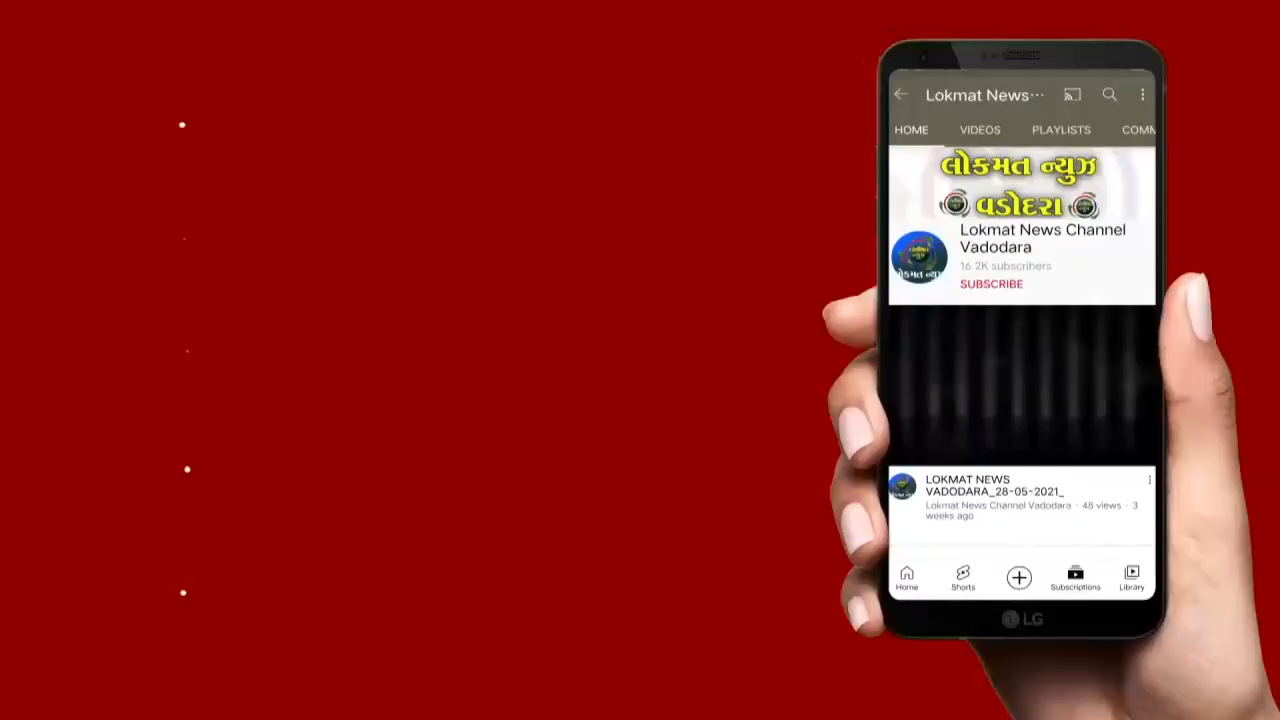 Lokmat News...
HOME VIDEOS PLAYLISTS COMM
લોકમત ન્યુઝ
વડોદરા
Lokmat News Channel
Vadodara
16.2K subscribers
SUBSCRIBE
LOKMAT NEWS
VADODARA_28-05-2021_
Lokmat News Channel Vadodara · 48 views · 3
weeks ago
Home Shorts Subscriptions Library
LG